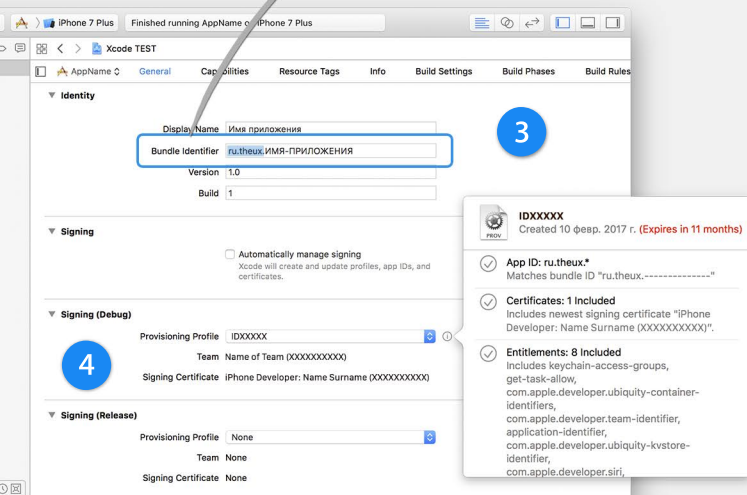 iPhone 7 Plus
Finished running AppName on iPhone 7 Plus
Xcode TEST
AppName
General
Capabilities
Resource Tags
Info
Build Settings
Build Phases
Build Rules
Identity
Display Name
Имя приложения
Bundle Identifier
ru.theux.ИМЯ-ПРИЛОЖЕНИЯ
Version
1.0
Build
1
3
Signing
Automatically manage signing
Xcode will create and update profiles, app IDs, and
certificates.
Signing (Debug)
Provisioning Profile
IDXXXXX
Team
Name of Team (XXXXXXXXXX)
Signing Certificate
iPhone Developer: Name Surname (XXXXXXXXXX)
4
Signing (Release)
Provisioning Profile
None
Team
None
Signing Certificate
None
PROV
IDXXXXX
Created 10 февр. 2017 г. (Expires in 11 months)
App ID: ru.theux.*
Matches bundle ID "ru.theux.--------------"
Certificates: 1 Included
Includes newest signing certificate "iPhone
Developer: Name Surname (XXXXXXXXXX)".
Entitlements: 8 Included
Includes keychain-access-groups,
get-task-allow,
com.apple.developer.ubiquity-container-
identifiers,
com.apple.developer.team-identifier,
application-identifier,
com.apple.developer.ubiquity-kvstore-
identifier,
com.apple.developer.siri,